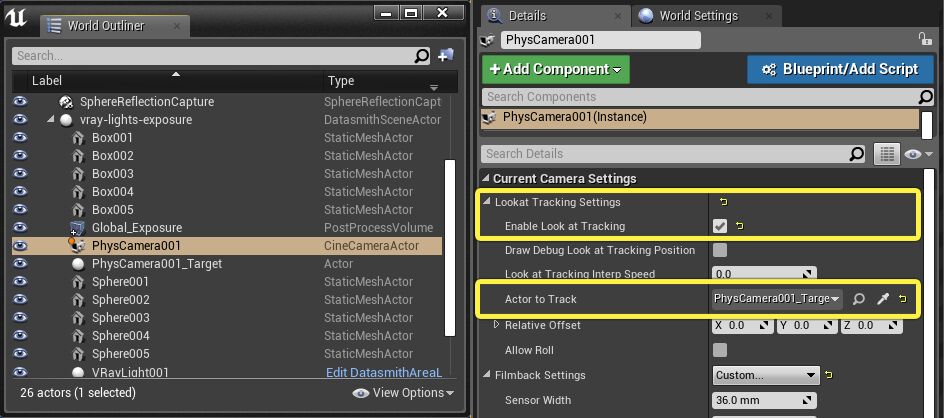 World Outliner
Search...
Label Type
SphereReflectionCapture SphereReflectionCapt
vray-lights-exposure DatasmithSceneActor
Box001 StaticMeshActor
Box002 StaticMeshActor
Box003 StaticMeshActor
Box004 StaticMeshActor
Box005 StaticMeshActor
Global_Exposure PostProcessVolume
PhysCamera001 CineCameraActor
PhysCamera001_Target Actor
Sphere001 StaticMeshActor
Sphere002 StaticMeshActor
Sphere003 StaticMeshActor
Sphere004 StaticMeshActor
Sphere005 StaticMeshActor
VRayLight001 Edit DatasmithAreaL
26 actors (1 selected) View Options
Details World Settings
PhysCamera001
+Add Component Blueprint/Add Script
Search Components
PhysCamera001(Instance)
Search Details
Current Camera Settings
Lookat Tracking Settings
Enable Look at Tracking
Draw Debug Look at Tracking Position
Look at Tracking Interp Speed 0.0
Actor to Track PhysCamera001_Targe
Relative Offset X 0.0 Y 0.0 Z 0.0
Allow Roll
Filmback Settings Custom...
Sensor Width 36.0 mm